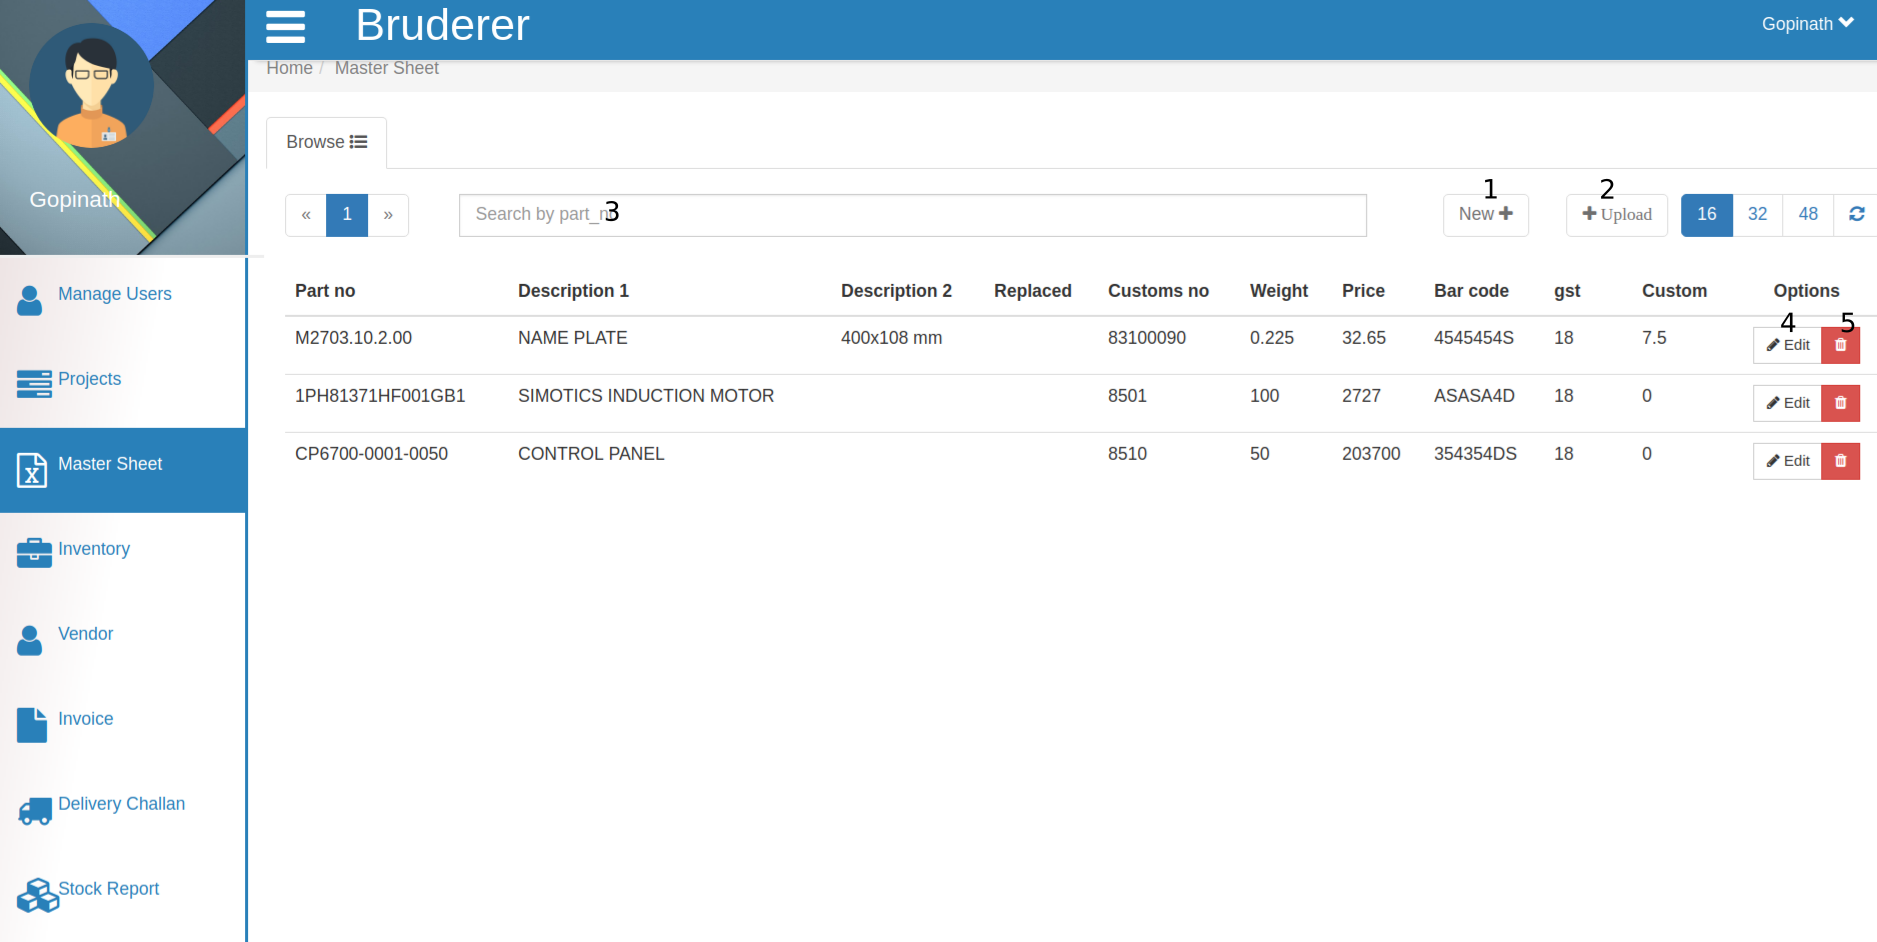 Bruderer
Gopinath
Home / Master Sheet
Gopinath
Browse
« 1 »
Search by part_n
3
1
New
2
Upload
16 32 48
Part no Description 1 Description 2 Replaced Customs no Weight Price Bar code gst Custom Options
M2703.10.2.00 NAME PLATE 400x108 mm 83100090 0.225 32.65 4545454S 18 7.5 Edit
4 5
1PH81371HF001GB1 SIMOTICS INDUCTION MOTOR 8501 100 2727 ASASA4D 18 0 Edit
CP6700-0001-0050 CONTROL PANEL 8510 50 203700 354354DS 18 0 Edit
Manage Users
Projects
Master Sheet
Inventory
Vendor
Invoice
Delivery Challan
Stock Report